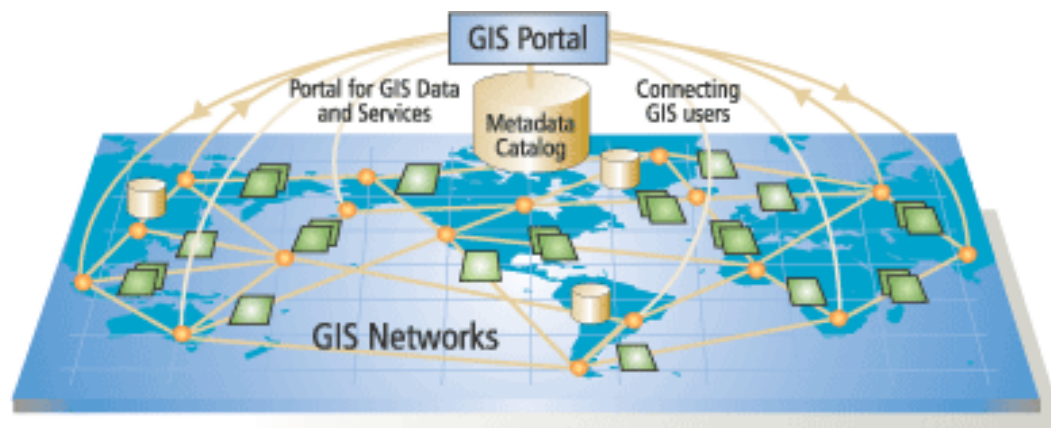 GIS Portal
Portal for GIS Data
and Services
Connecting
GIS users
Metadata
Catalog
GIS Networks